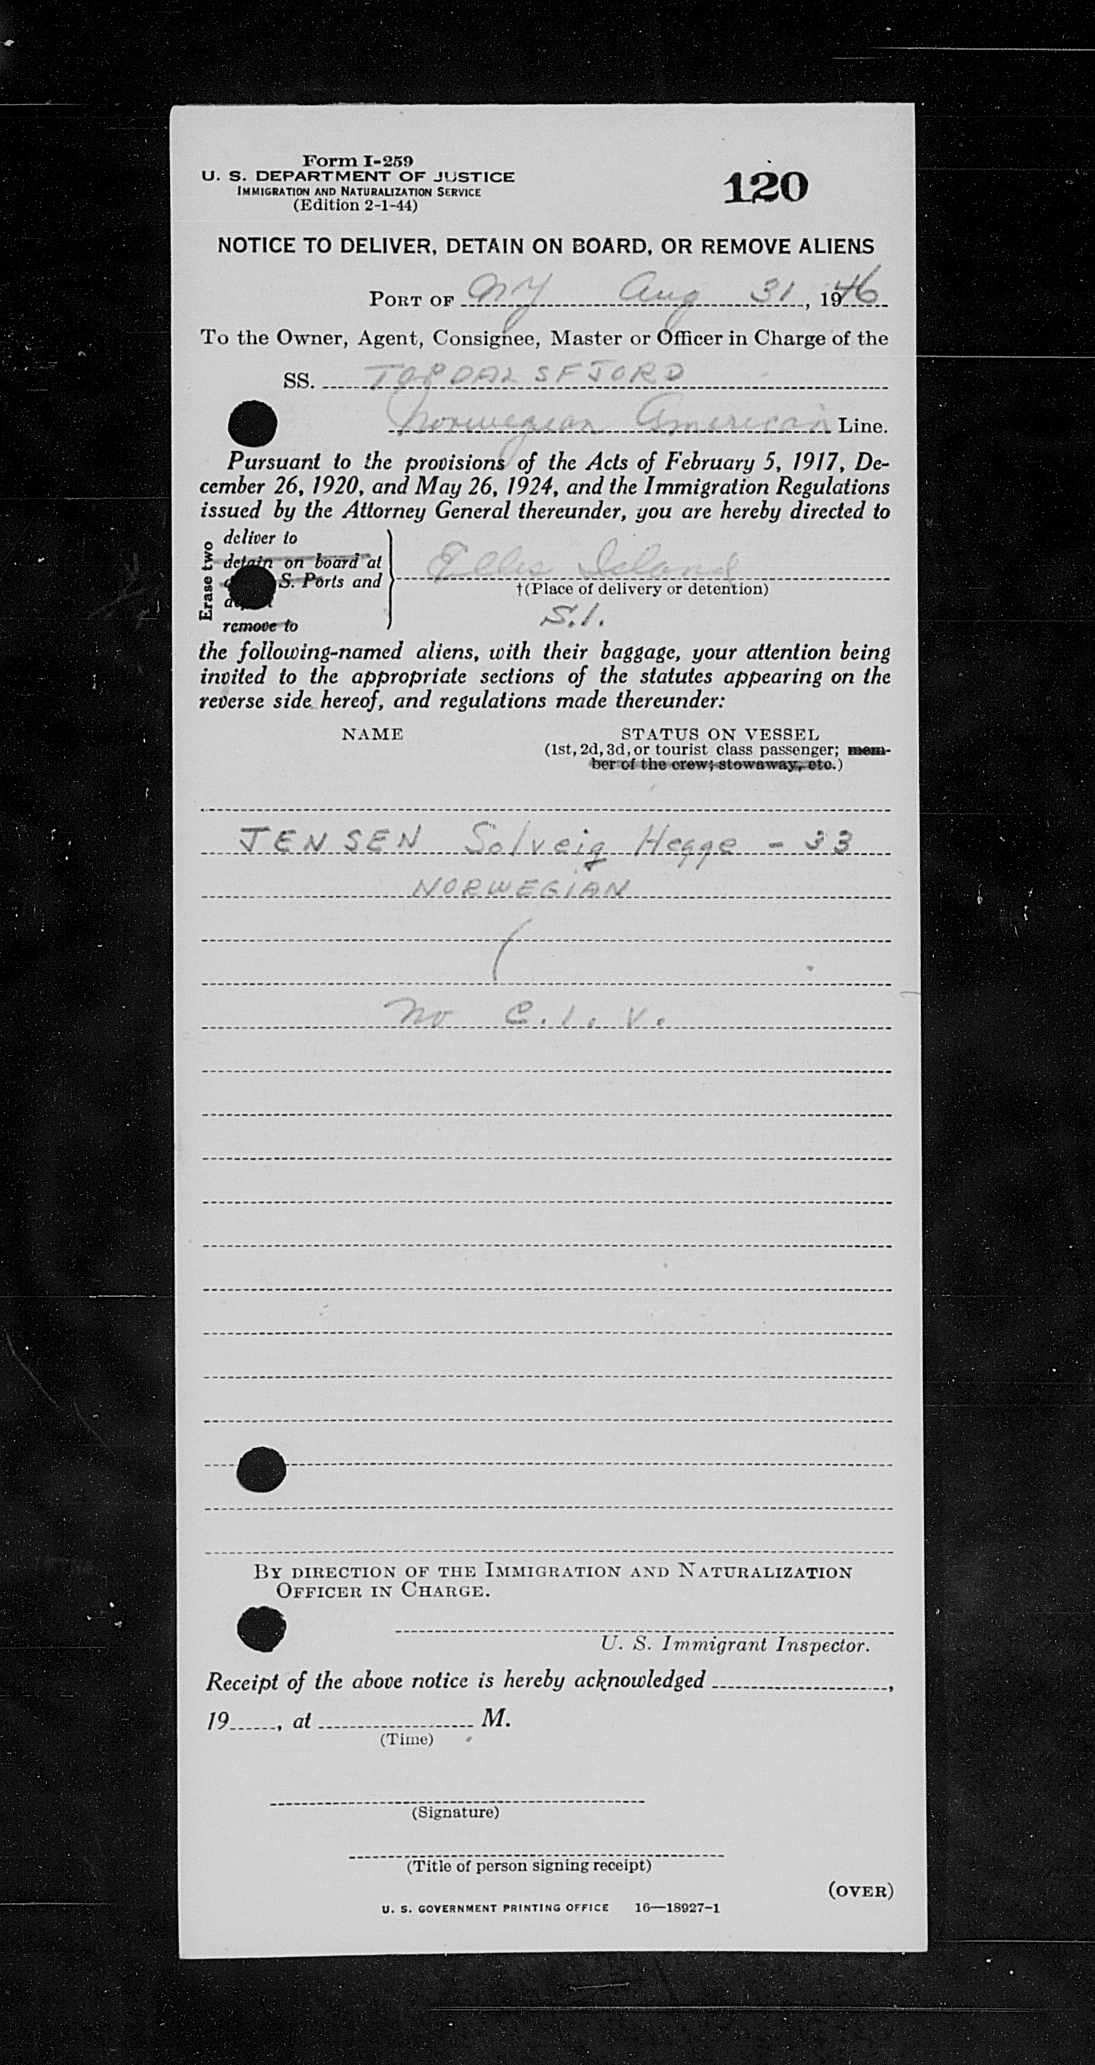 Form I-259
U. S. DEPARTMENT OF JUSTICE
IMMIGRATION AND NATURALIZATION SERVICE
(Edition 2-1-44)
120
NOTICE TO DELIVER, DETAIN ON BOARD, OR REMOVE ALIENS
PORT OF NY Aug 31, 1946
To the Owner, Agent, Consignee, Master or Officer in Charge of the
SS. TOPDALSFJORD
Norwegian American Line.
Pursuant to the provisions of the Acts of February 5, 1917, De-
cember 26, 1920, and May 26, 1924, and the Immigration Regulations
issued by the Attorney General thereunder, you are hereby directed to
Erase two
deliver to
detain on board at
S. Ports and
remove to
Ellis Island
†(Place of delivery or detention)
S.I.
the following-named aliens, with their baggage, your attention being
invited to the appropriate sections of the statutes appearing on the
reverse side hereof, and regulations made thereunder:
NAME STATUS ON VESSEL
(1st, 2d, 3d, or tourist class passenger; mem-
ber of the crew; stowaway, etc.)
JENSEN Solveig Hegge - 33
NORWEGIAN
(
no C.I.V.
BY DIRECTION OF THE IMMIGRATION AND NATURALIZATION
OFFICER IN CHARGE.
U. S. Immigrant Inspector.
Receipt of the above notice is hereby acknowledged ,
19 , at M.
(Time)
(Signature)
(Title of person signing receipt)
(OVER)
U. S. GOVERNMENT PRINTING OFFICE 16—18927-1